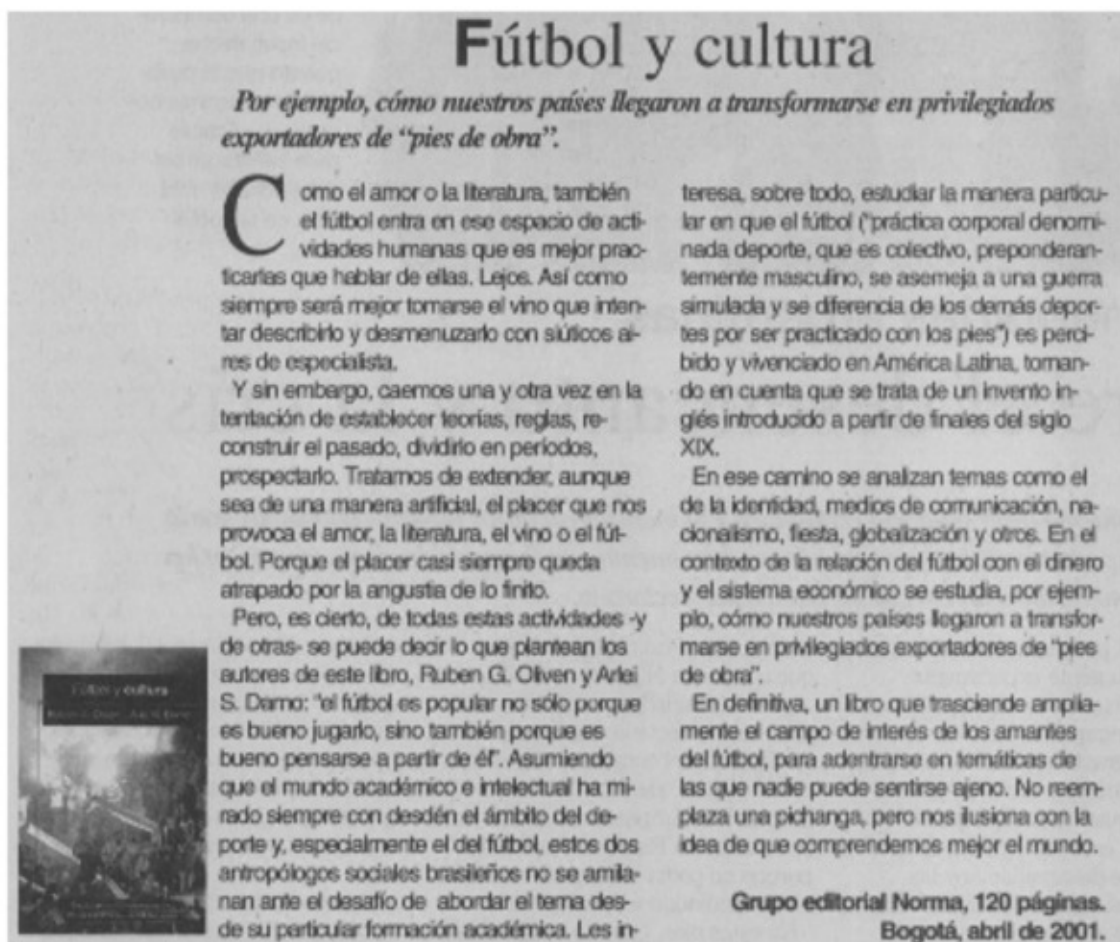 Fútbol y cultura
Por ejemplo, cómo nuestros países llegaron a transformarse en privilegiados
exportadores de “pies de obra”.
Como el amor o la literatura, también
el fútbol entra en ese espacio de acti-
vidades humanas que es mejor prac-
ticarlas que hablar de ellas. Lejos. Así como
siempre será mejor tomarse el vino que inten-
tar describirlo y desmenuzarlo con siúticos ai-
res de especialista.
Y sin embargo, caemos una y otra vez en la
tentación de establecer teorías, reglas, re-
construir el pasado, dividirlo en períodos,
prospectarlo. Tratamos de extender, aunque
sea de una manera artificial, el placer que nos
provoca el amor, la literatura, el vino o el fút-
bol. Porque el placer casi siempre queda
atrapado por la angustia de lo finito.
Pero, es cierto, de todas estas actividades -y
de otras- se puede decir lo que plantean los
autores de este libro, Ruben G. Oliven y Arlei
S. Damo: “el fútbol es popular no sólo porque
es bueno jugarlo, sino también porque es
bueno pensarse a partir de él”. Asumiendo
que el mundo académico e intelectual ha mi-
rado siempre con desdén el ámbito del de-
porte y, especialmente el del fútbol, estos dos
antropólogos sociales brasileños no se amila-
nan ante el desafío de abordar el tema des-
de su particular formación académica. Les in-
teresa, sobre todo, estudiar la manera particu-
lar en que el fútbol (“práctica corporal denomi-
nada deporte, que es colectivo, preponderan-
temente masculino, se asemeja a una guerra
simulada y se diferencia de los demás depor-
tes por ser practicado con los pies”) es perci-
bido y vivenciado en América Latina, toman-
do en cuenta que se trata de un invento in-
glés introducido a partir de finales del siglo
XIX.
En ese camino se analizan temas como el
de la identidad, medios de comunicación, na-
cionalismo, fiesta, globalización y otros. En el
contexto de la relación del fútbol con el dinero
y el sistema económico se estudia, por ejem-
plo, cómo nuestros países llegaron a transfor-
marse en privilegiados exportadores de “pies
de obra”.
En definitiva, un libro que trasciende amplia-
mente el campo de interés de los amantes
del fútbol, para adentrarse en temáticas de
las que nadie puede sentirse ajeno. No reem-
plaza una pichanga, pero nos ilusiona con la
idea de que comprendemos mejor el mundo.
Grupo editorial Norma, 120 páginas.
Bogotá, abril de 2001.
Fútbol y cultura